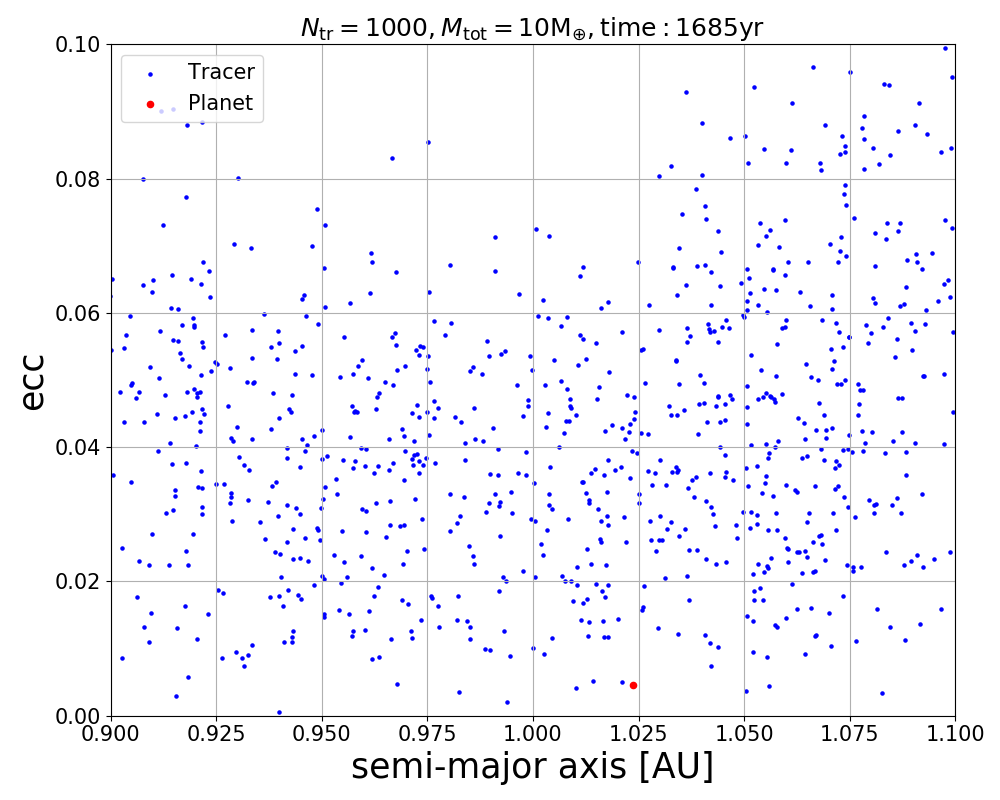 N_tr = 1000, M_tot = 10M_⊕, time : 1685yr
Tracer
Planet
ecc
0.10
0.08
0.06
0.04
0.02
0.00
0.900 0.925 0.950 0.975 1.000 1.025 1.050 1.075 1.100
semi-major axis [AU]